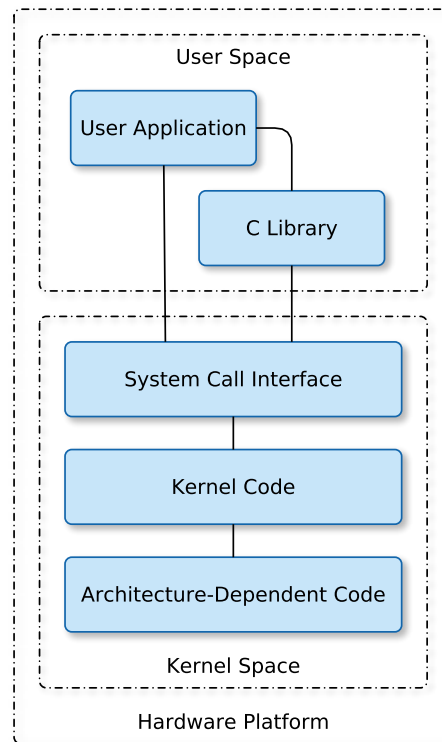 User Space
User Application
C Library
System Call Interface
Kernel Code
Architecture-Dependent Code
Kernel Space
Hardware Platform